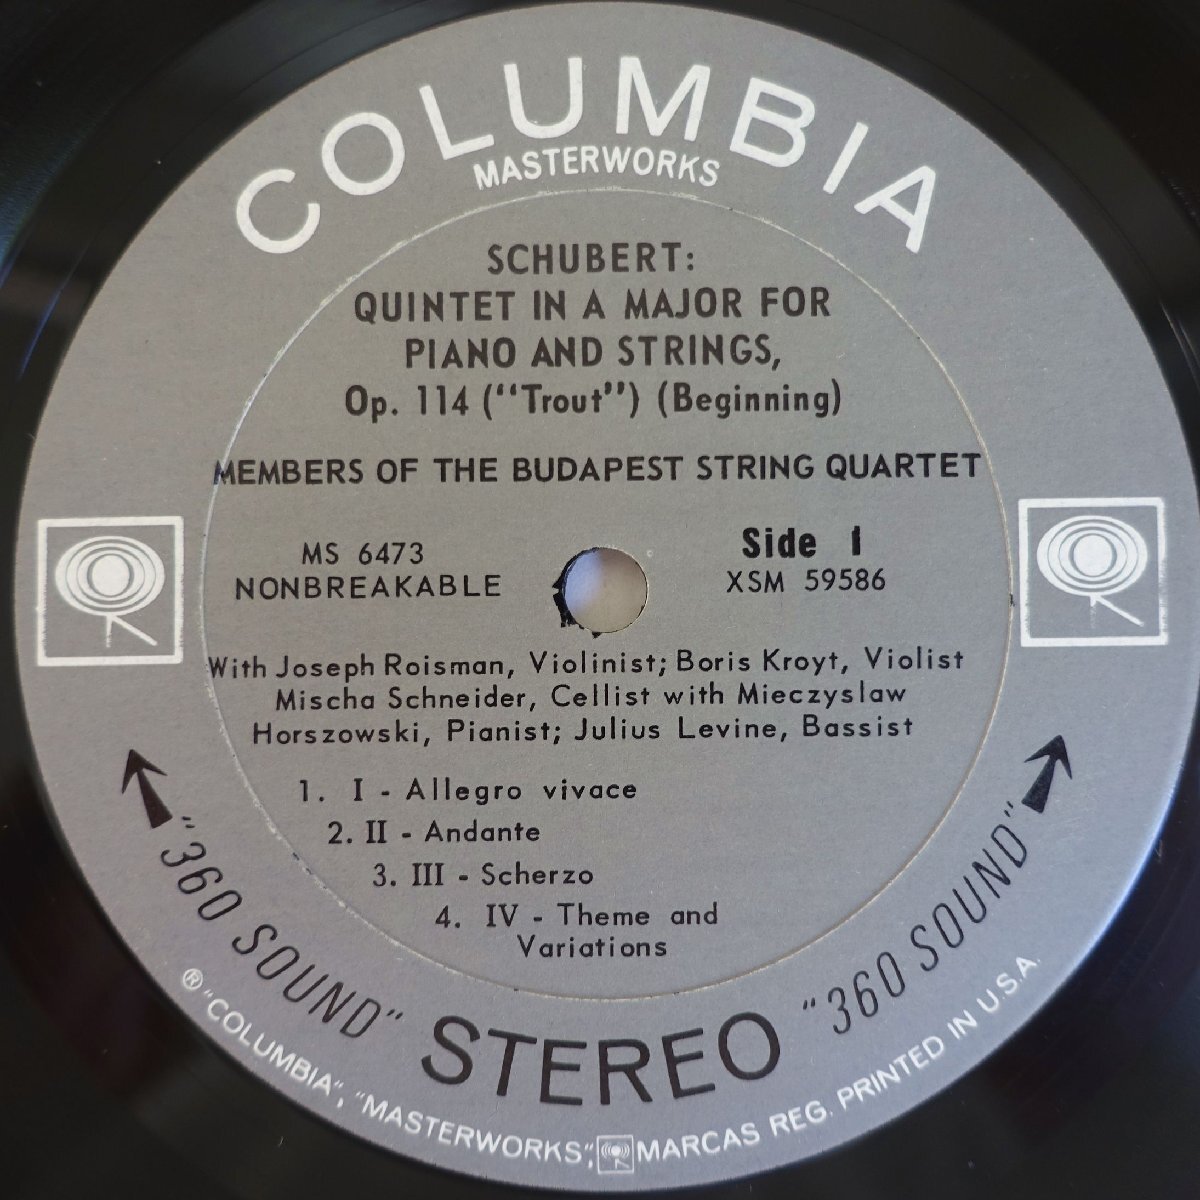 COLUMBIA
MASTERWORKS
SCHUBERT:
QUINTET IN A MAJOR FOR
PIANO AND STRINGS,
Op. 114 ("Trout") (Beginning)
MEMBERS OF THE BUDAPEST STRING QUARTET
MS 6473
NONBREAKABLE
Side 1
XSM 59586
With Joseph Roisman, Violinist; Boris Kroyt, Violist
Mischa Schneider, Cellist with Mieczyslaw
Horszowski, Pianist; Julius Levine, Bassist
1. I - Allegro vivace
2. II - Andante
3. III - Scherzo
4. IV - Theme and
Variations
"360 SOUND" STEREO "360 SOUND"
® "COLUMBIA", "MASTERWORKS", MARCAS REG. PRINTED IN U.S.A.